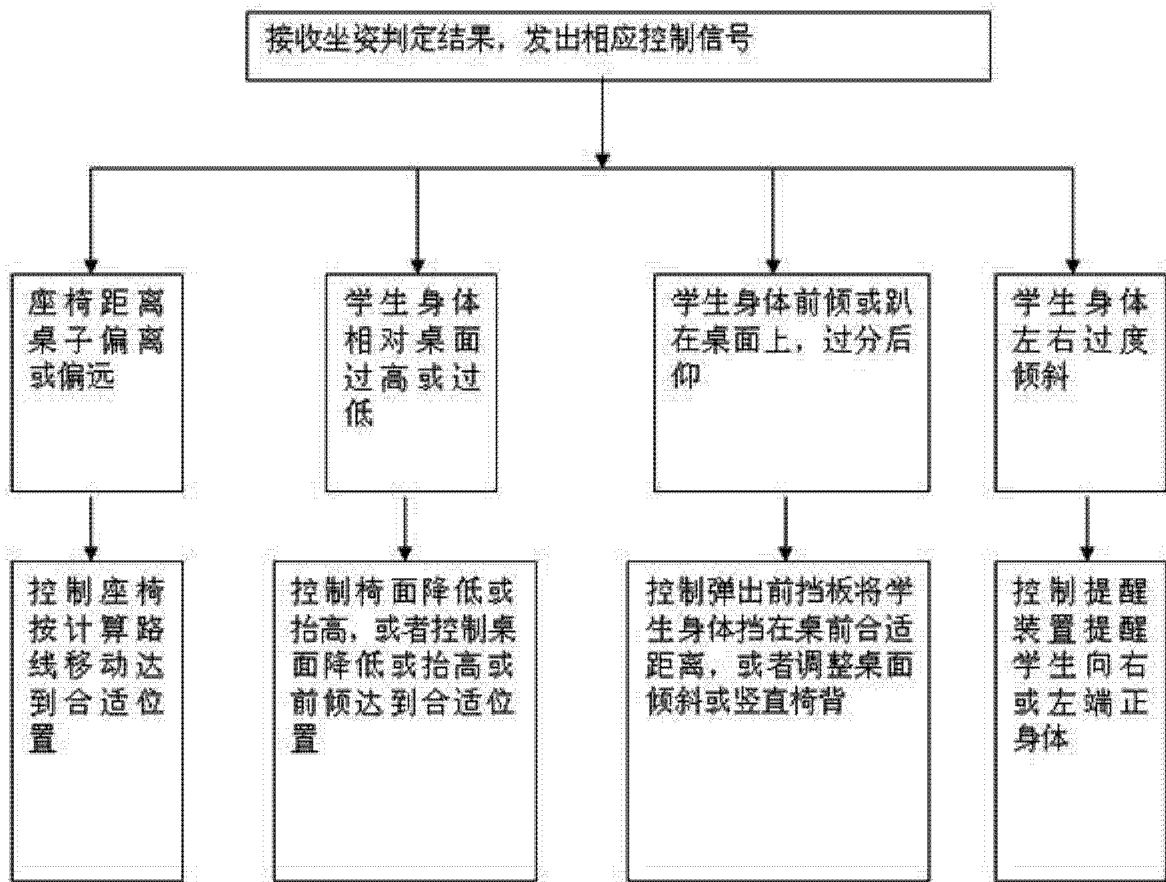 接收坐姿判定结果，发出相应控制信号
座椅距离
桌子偏离
或偏远
学生身体
相对桌面
过高或过
低
学生身体前倾或趴
在桌面上，过分后
仰
学生身体
左右过度
倾斜
控制座椅
按计算路
线移动达
到合适位
置
控制椅面降低或
抬高，或者控制桌
面降低或抬高或
前倾达到合适位
置
控制弹出前挡板将学
生身体挡在桌前合适
距离，或者调整桌面
倾斜或竖直椅背
控制提醒
装置提醒
学生向右
或左端正
身体